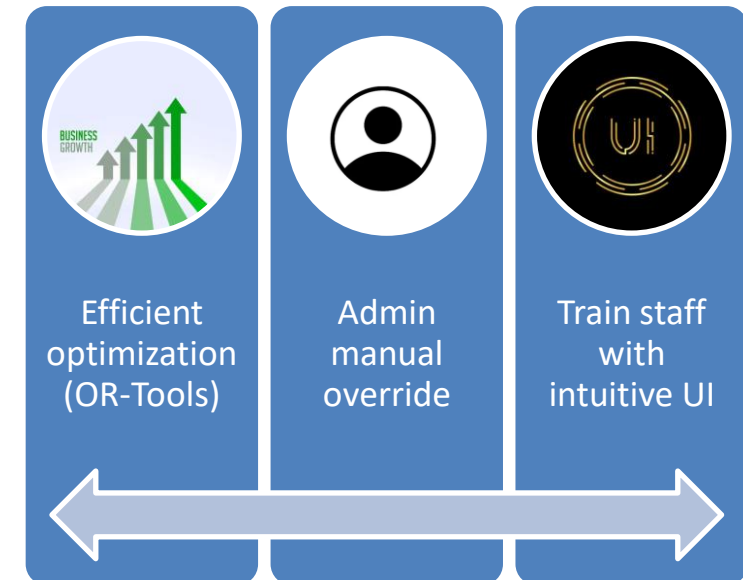 BUSINESS
GROWTH
UI
Efficient
optimization
(OR-Tools)
Admin
manual
override
Train staff
with
intuitive UI